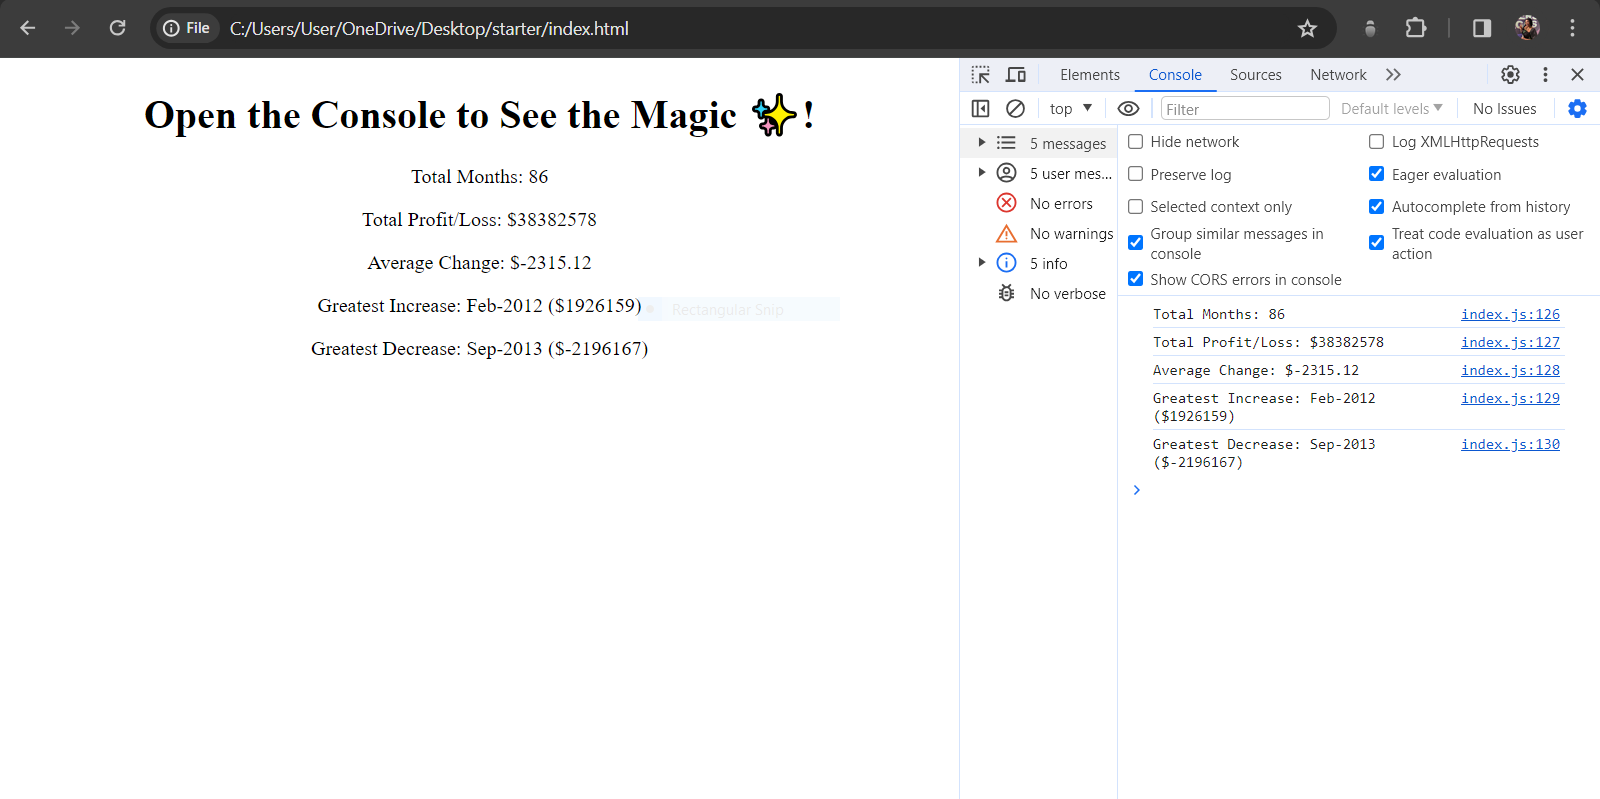 File C:/Users/User/OneDrive/Desktop/starter/index.html
Open the Console to See the Magic ✨!
Total Months: 86
Total Profit/Loss: $38382578
Average Change: $-2315.12
Greatest Increase: Feb-2012 ($1926159)
Rectangular Snip
Greatest Decrease: Sep-2013 ($-2196167)
Elements Console Sources Network
top Filter Default levels No Issues
5 messages
5 user mes...
No errors
No warnings
5 info
No verbose
Hide network Log XMLHttpRequests
Preserve log Eager evaluation
Selected context only Autocomplete from history
Group similar messages in
console
Treat code evaluation as user
action
Show CORS errors in console
Total Months: 86 index.js:126
Total Profit/Loss: $38382578 index.js:127
Average Change: $-2315.12 index.js:128
Greatest Increase: Feb-2012 index.js:129
($1926159)
Greatest Decrease: Sep-2013 index.js:130
($-2196167)